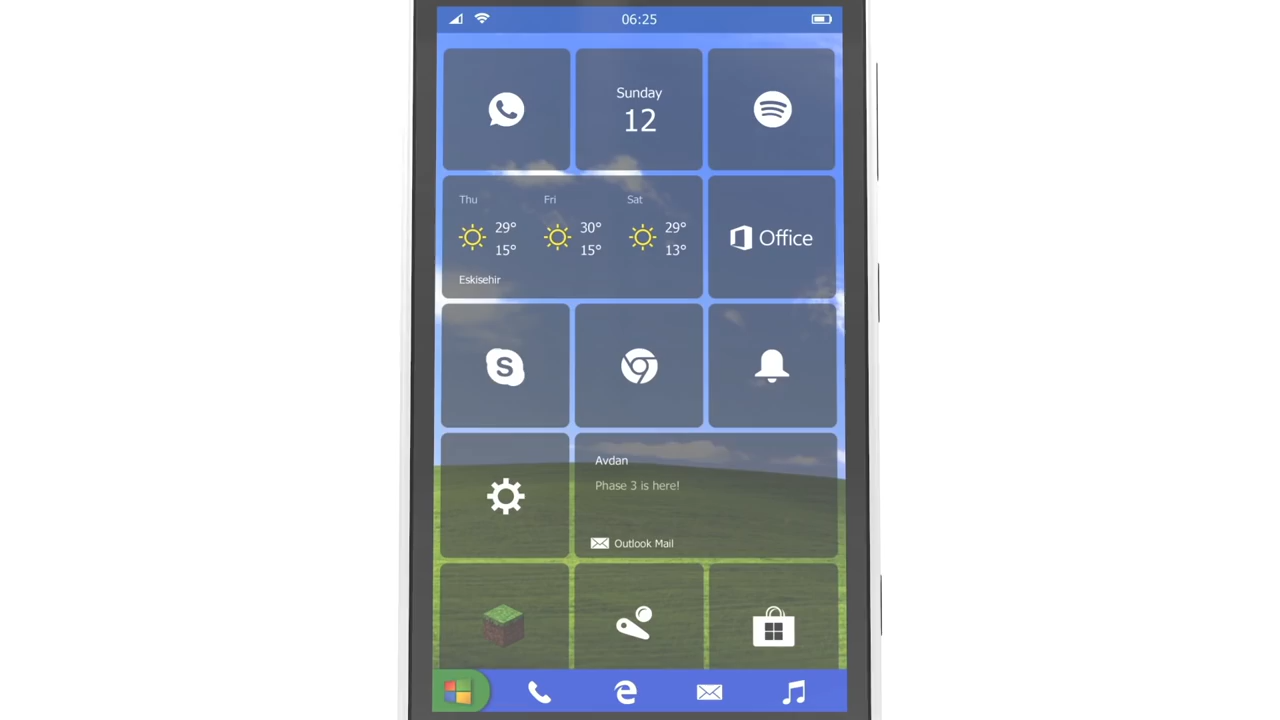 06:25
Sunday
12
Thu Fri Sat
29° 30° 29°
15° 15° 13°
Eskisehir
Office
S
Avdan
Phase 3 is here!
Outlook Mail